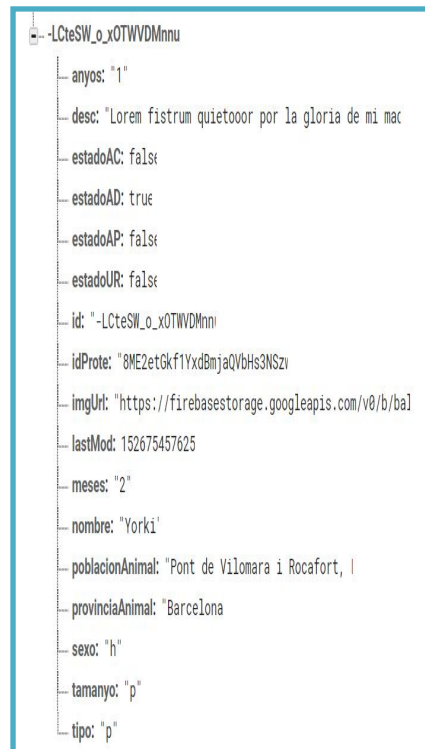 -LCteSW_o_xOTWVDMnnu
anyos: "1"
desc: "Lorem fistrum quietooor por la gloria de mi mad
estadoAC: false
estadoAD: true
estadoAP: false
estadoUR: false
id: "-LCteSW_o_xOTWVDMnnu
idProte: "8ME2etGkf1YxdBmjaQVbHs3NSzw
imgUrl: "https://firebasestorage.googleapis.com/v0/b/bal
lastMod: 152675457625
meses: "2"
nombre: "Yorki"
poblacionAnimal: "Pont de Vilomara i Rocafort,
provinciaAnimal: "Barcelona
sexo: "h"
tamanyo: "p"
tipo: "p"